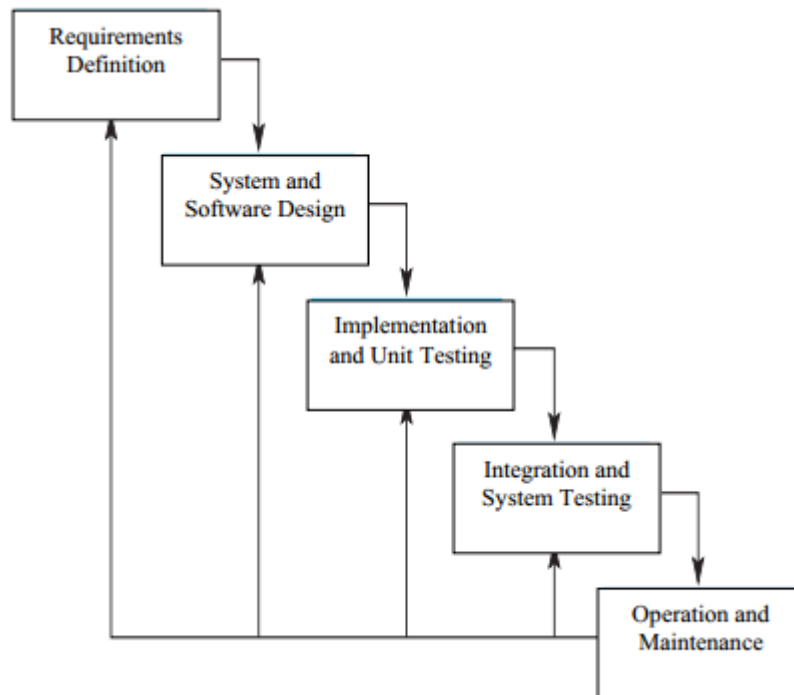 Requirements
Definition
System and
Software Design
Implementation
and Unit Testing
Integration and
System Testing
Operation and
Maintenance